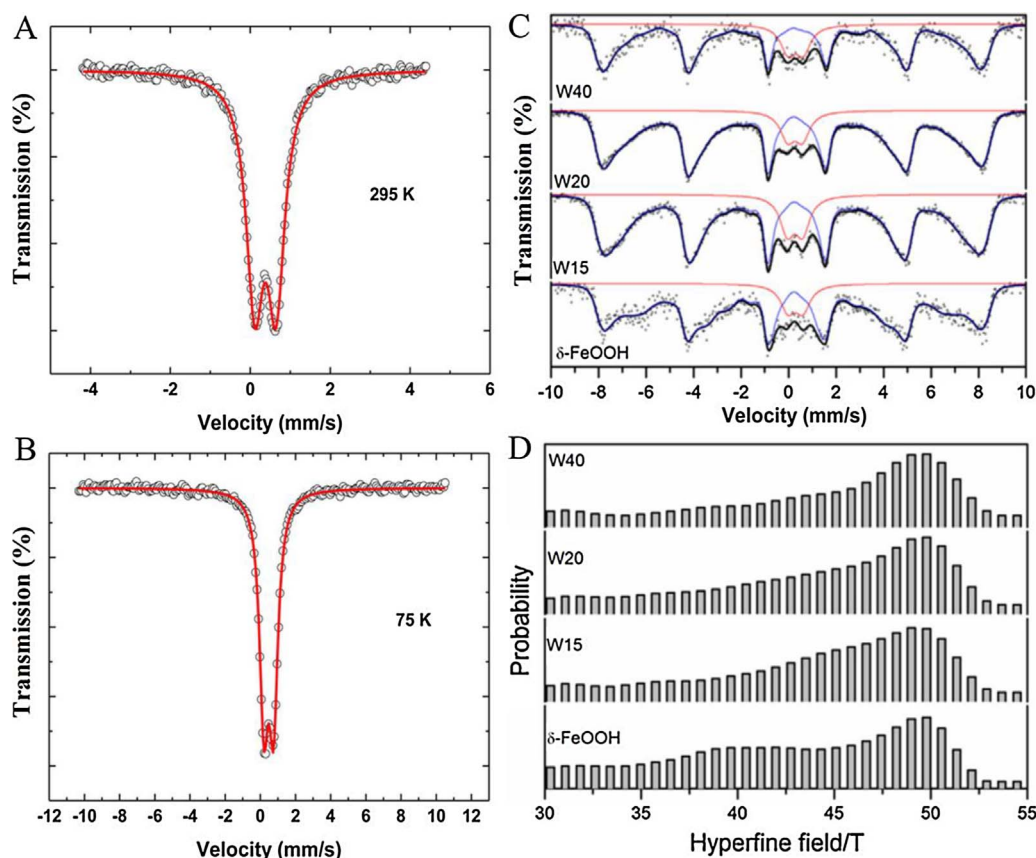 A
Transmission (%)
295 K
-4 -2 0 2 4 6
Velocity (mm/s)
B
Transmission (%)
75 K
-12 -10 -8 -6 -4 -2 0 2 4 6 8 10 12
Velocity (mm/s)
C
Transmission (%)
W40
W20
W15
δ-FeOOH
-10 -8 -6 -4 -2 0 2 4 6 8 10
Velocity (mm/s)
D
Probability
W40
W20
W15
δ-FeOOH
30 35 40 45 50 55
Hyperfine field/T